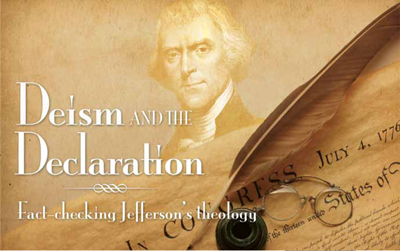 Deism AND THE
Declaration
Fact-checking Jefferson's theology
IN CONGRESS, JULY 4, 1776
States of